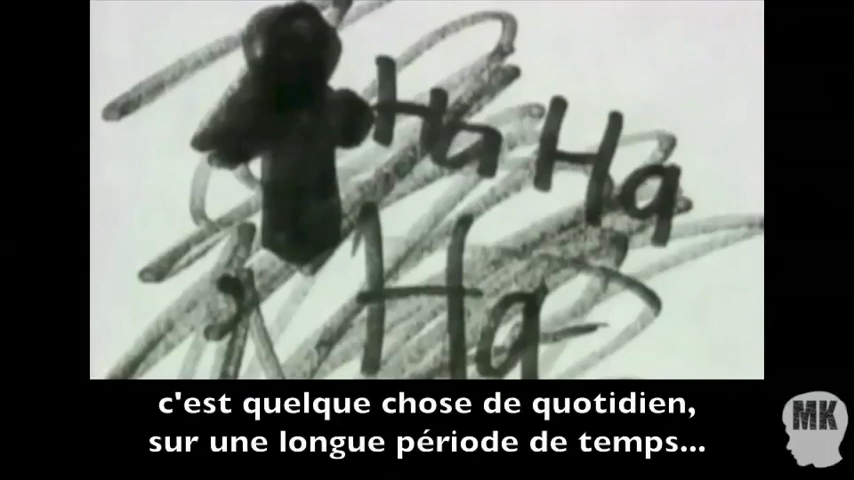 Ha Ha
Ha
c'est quelque chose de quotidien,
sur une longue période de temps...
MK